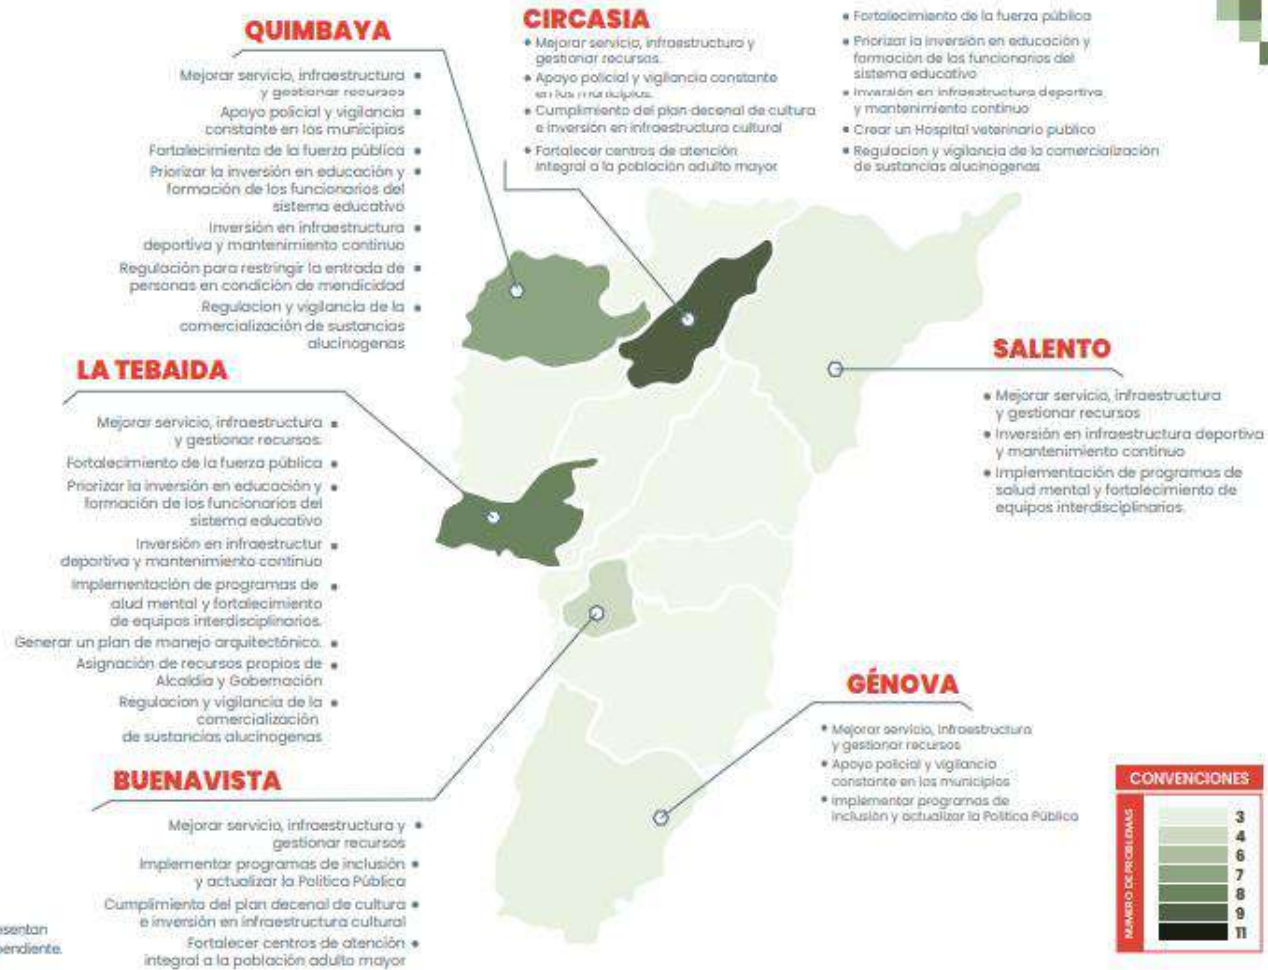 QUIMBAYA
Mejorar servicio, infraestructura
y gestionar recursos
Apoyo policial y vigilancia
constante en los municipios
Fortalecimiento de la fuerza pública
Priorizar la inversión en educación y
formación de los funcionarios del
sistema educativo
Inversión en infraestructura
deportiva y mantenimiento continuo
Regulación para restringir la entrada de
personas en condición de mendicidad
Regulacion y vigilancia de la
comercialización de sustancias
alucinogenas
CIRCASIA
Mejorar servicio, infraestructura y
gestionar recursos.
Apoyo policial y vigilancia constante
en los municipios.
Cumplimiento del plan decenal de cultura
e inversión en infraestructura cultural
Fortalecer centros de atención
integral a la población adulto mayor
Fortalecimiento de la fuerza pública
Priorizar la inversión en educación y
formación de los funcionarios del
sistema educativo
Inversión en infraestructura deportiva
y mantenimiento continuo
Crear un Hospital veterinario publico
Regulacion y vigilancia de la comercialización
de sustancias alucinogenas
LA TEBAIDA
Mejorar servicio, infraestructura
y gestionar recursos.
Fortalecimiento de la fuerza pública
Priorizar la inversión en educación y
formación de los funcionarios del
sistema educativo
Inversión en infraestructur
deportiva y mantenimiento continuo
Implementación de programas de
alud mental y fortalecimiento
de equipos interdisciplinarios.
Generar un plan de manejo arquitectónico.
Asignación de recursos propios de
Alcaldía y Gobernación
Regulacion y vigilancia de la
comercialización
de sustancias alucinogenas
SALENTO
Mejorar servicio, infraestructura
y gestionar recursos
Inversión en infraestructura deportiva
y mantenimiento continuo
Implementación de programas de
salud mental y fortalecimiento de
equipos interdisciplinarios.
BUENAVISTA
Mejorar servicio, infraestructura y
gestionar recursos
Implementar programas de inclusión
y actualizar la Política Pública
Cumplimiento del plan decenal de cultura
e inversión en infraestructura cultural
Fortalecer centros de atención
integral a la población adulto mayor
GÉNOVA
Mejorar servicio, infraestructura
y gestionar recursos
Apoyo policial y vigilancia
constante en los municipios
Implementar programas de
inclusión y actualizar la Política Pública
CONVENCIONES
NUMERO DE PROBLEMAS
3
4
6
7
8
9
11